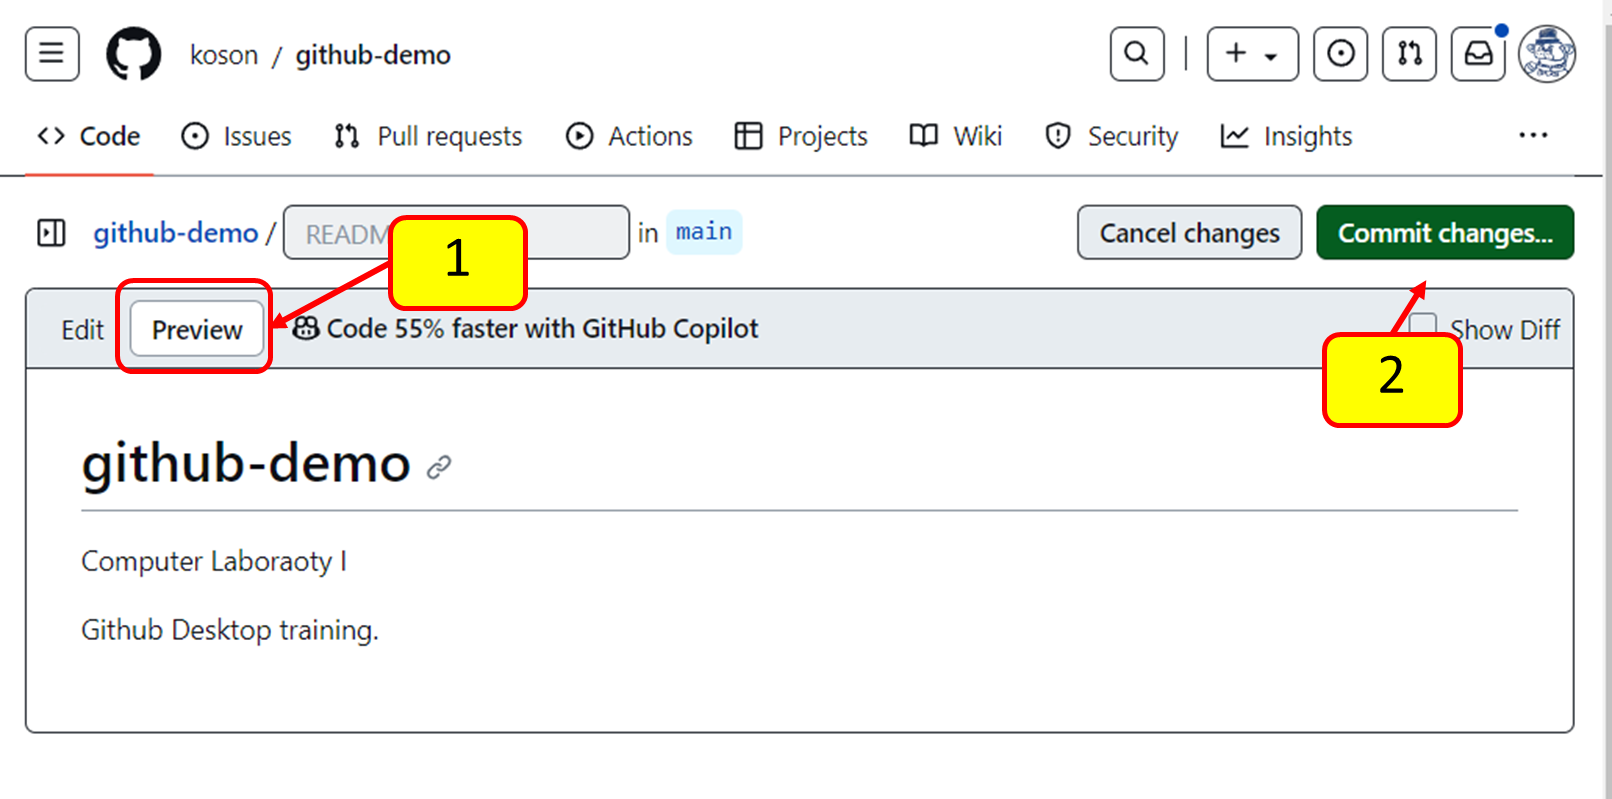 koson / github-demo
Code Issues Pull requests Actions Projects Wiki Security Insights
github-demo / READM in main Cancel changes Commit changes...
1
Edit Preview Code 55% faster with GitHub Copilot Show Diff
2
github-demo
Computer Laboraoty I
Github Desktop training.